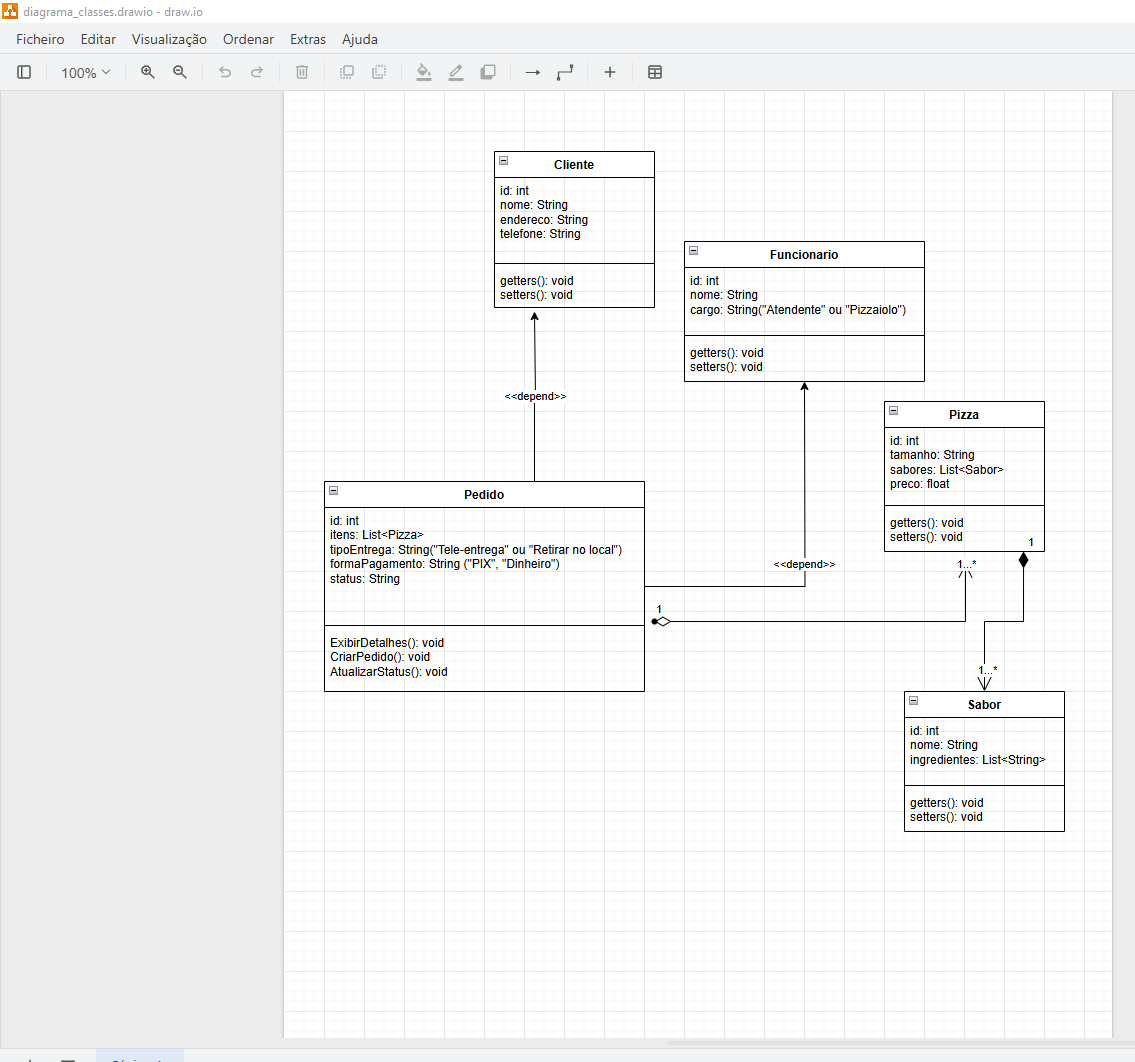 diagrama_classes.drawio - draw.io
Ficheiro Editar Visualização Ordenar Extras Ajuda
100%
Cliente
id: int
nome: String
endereco: String
telefone: String
getters(): void
setters(): void
Funcionario
id: int
nome: String
cargo: String("Atendente" ou "Pizzaiolo")
getters(): void
setters(): void
<<depend>>
Pizza
id: int
tamanho: String
sabores: List<Sabor>
preco: float
getters(): void
setters(): void
1
Pedido
id: int
itens: List<Pizza>
tipoEntrega: String("Tele-entrega" ou "Retirar no local")
formaPagamento: String ("PIX", "Dinheiro")
status: String
ExibirDetalhes(): void
CriarPedido(): void
AtualizarStatus(): void
<<depend>>
1...*
1
1...*
Sabor
id: int
nome: String
ingredientes: List<String>
getters(): void
setters(): void